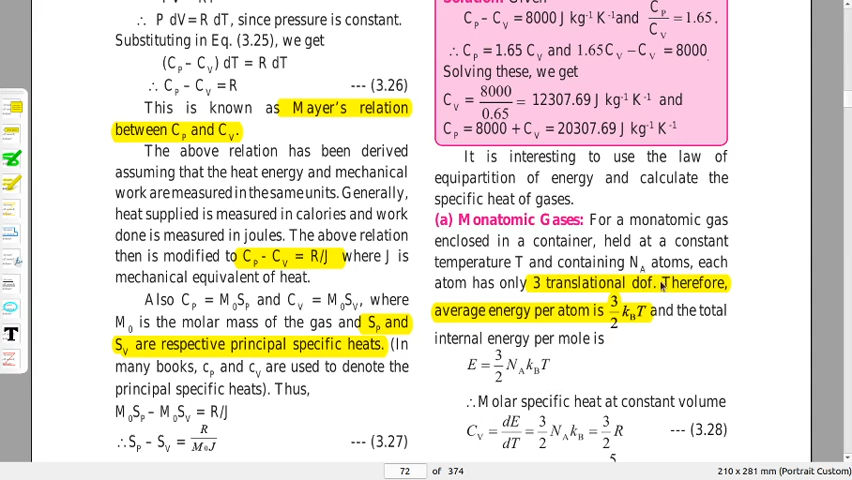 ∴ P dV= R dT, since pressure is constant.
Substituting in Eq. (3.25), we get
(C_P – C_V) dT = R dT
∴ C_P – C_V = R --- (3.26)
This is known as Mayer's relation
between C_P and C_V.
The above relation has been derived
assuming that the heat energy and mechanical
work are measured in the same units. Generally,
heat supplied is measured in calories and work
done is measured in joules. The above relation
then is modified to C_P - C_V = R/J where J is
mechanical equivalent of heat.
Also C_P = M_0S_P and C_V = M_0S_V, where
M_0 is the molar mass of the gas and S_P and
S_V are respective principal specific heats. (In
many books, c_P and c_V are used to denote the
principal specific heats). Thus,
M_0S_P – M_0S_V = R/J
∴ S_P – S_V = R/M_0J --- (3.27)
C_P – C_V = 8000 J kg⁻¹ K⁻¹ and C_P/C_V = 1.65.
∴ C_P = 1.65 C_V and 1.65C_V – C_V = 8000.
Solving these, we get
C_V = 8000/0.65 = 12307.69 J kg⁻¹ K⁻¹ and
C_P = 8000 + C_V = 20307.69 J kg⁻¹ K⁻¹
It is interesting to use the law of
equipartition of energy and calculate the
specific heat of gases.
(a) Monatomic Gases: For a monatomic gas
enclosed in a container, held at a constant
temperature T and containing N_A atoms, each
atom has only 3 translational dof. Therefore,
average energy per atom is 3/2 k_BT and the total
internal energy per mole is
E = 3/2 N_A k_B T
∴ Molar specific heat at constant volume
C_V = dE/dT = 3/2 N_A k_B = 3/2 R --- (3.28)
5
T
72 of 374
210 x 281 mm (Portrait Custom)